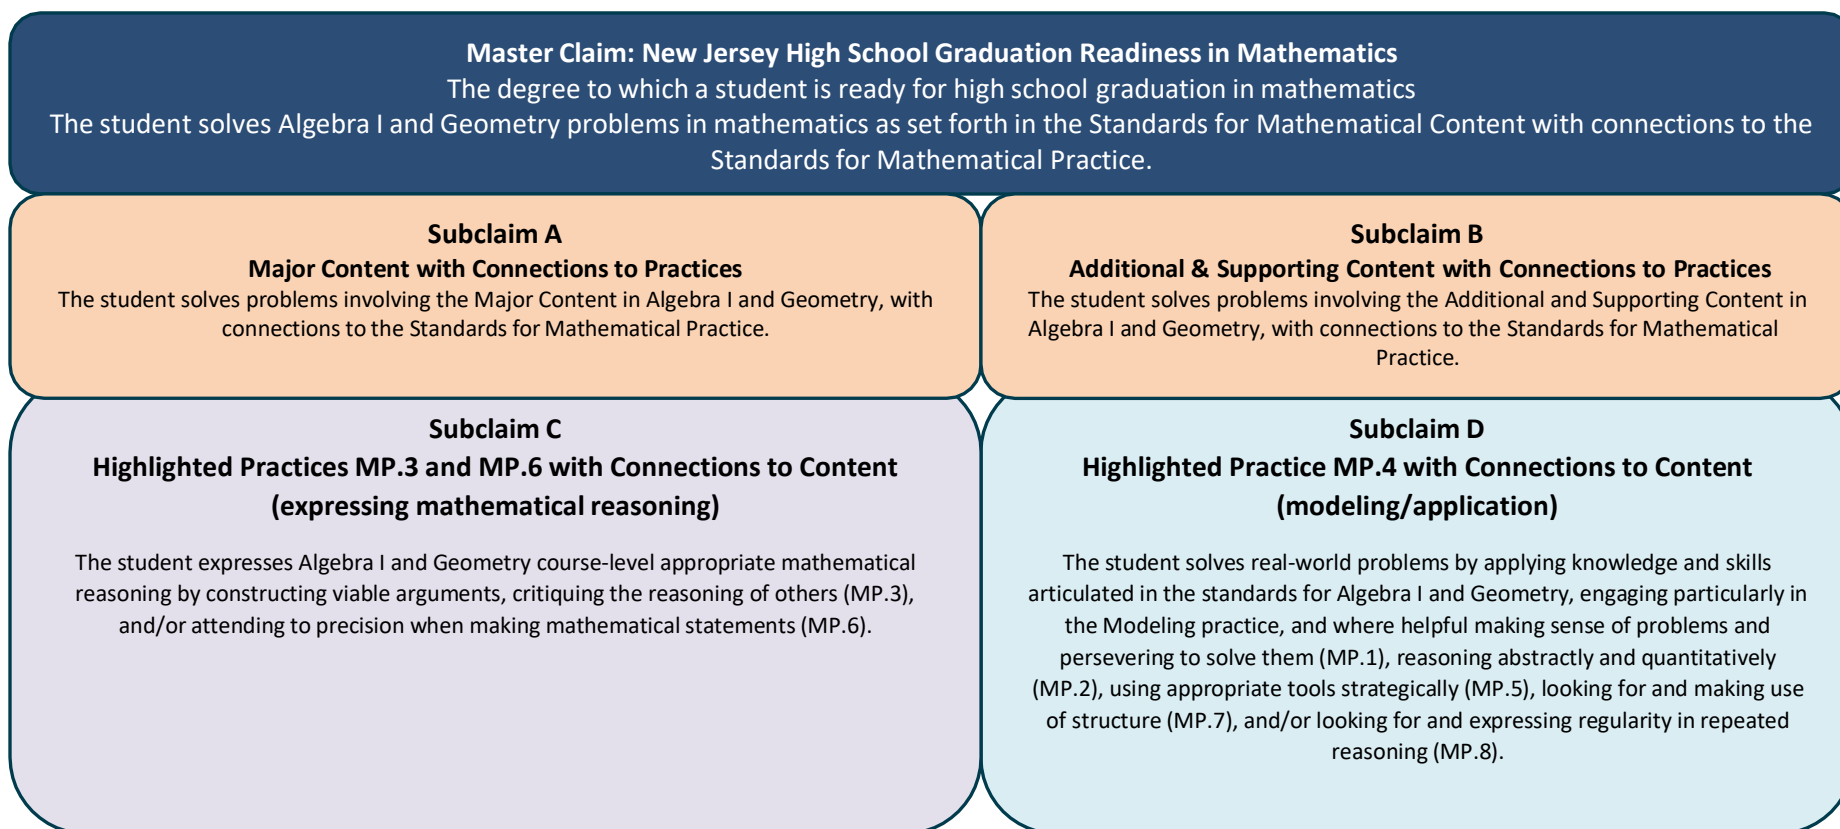 Master Claim: New Jersey High School Graduation Readiness in Mathematics
The degree to which a student is ready for high school graduation in mathematics
The student solves Algebra I and Geometry problems in mathematics as set forth in the Standards for Mathematical Content with connections to the
Standards for Mathematical Practice.
Subclaim A
Major Content with Connections to Practices
The student solves problems involving the Major Content in Algebra I and Geometry, with
connections to the Standards for Mathematical Practice.
Subclaim B
Additional & Supporting Content with Connections to Practices
The student solves problems involving the Additional and Supporting Content in
Algebra I and Geometry, with connections to the Standards for Mathematical
Practice.
Subclaim C
Highlighted Practices MP.3 and MP.6 with Connections to Content
(expressing mathematical reasoning)
The student expresses Algebra I and Geometry course-level appropriate mathematical
reasoning by constructing viable arguments, critiquing the reasoning of others (MP.3),
and/or attending to precision when making mathematical statements (MP.6).
Subclaim D
Highlighted Practice MP.4 with Connections to Content
(modeling/application)
The student solves real-world problems by applying knowledge and skills
articulated in the standards for Algebra I and Geometry, engaging particularly in
the Modeling practice, and where helpful making sense of problems and
persevering to solve them (MP.1), reasoning abstractly and quantitatively
(MP.2), using appropriate tools strategically (MP.5), looking for and making use
of structure (MP.7), and/or looking for and expressing regularity in repeated
reasoning (MP.8).